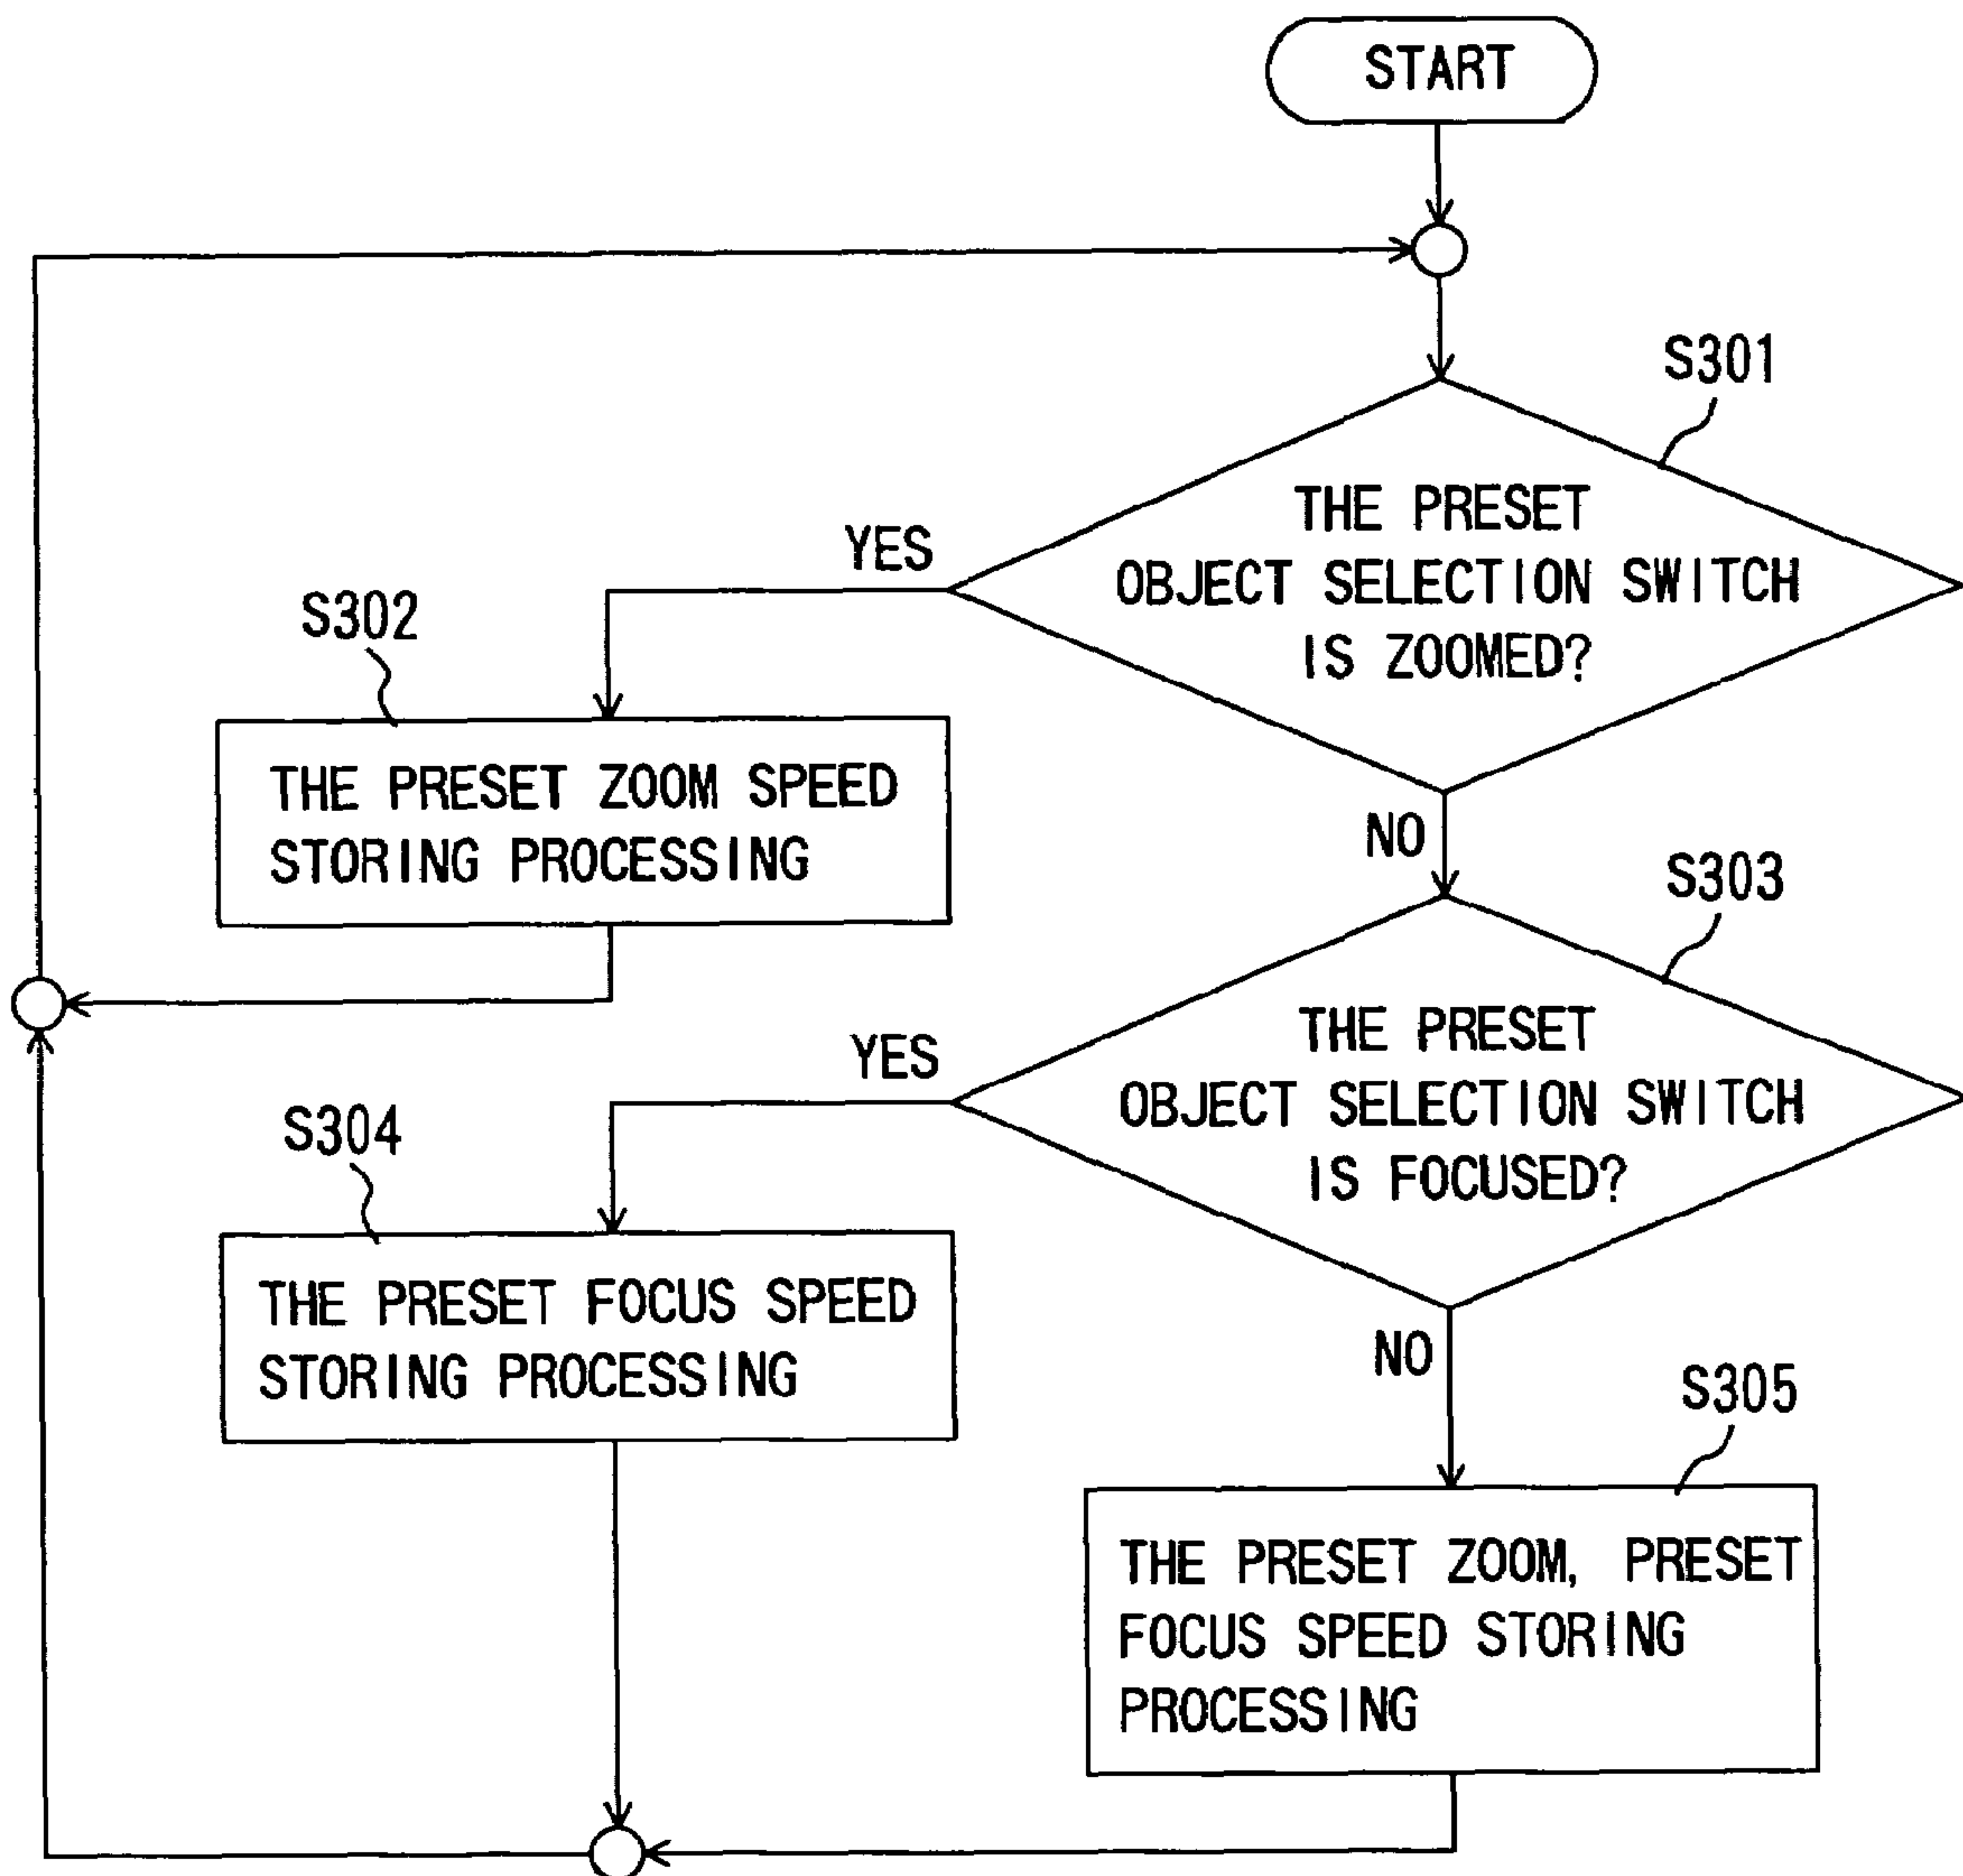 START
S301
THE PRESET
OBJECT SELECTION SWITCH
IS ZOOMED?
YES
S302
THE PRESET ZOOM SPEED
STORING PROCESSING
NO
S303
THE PRESET
OBJECT SELECTION SWITCH
IS FOCUSED?
YES
S304
THE PRESET FOCUS SPEED
STORING PROCESSING
NO
S305
THE PRESET ZOOM, PRESET
FOCUS SPEED STORING
PROCESSING